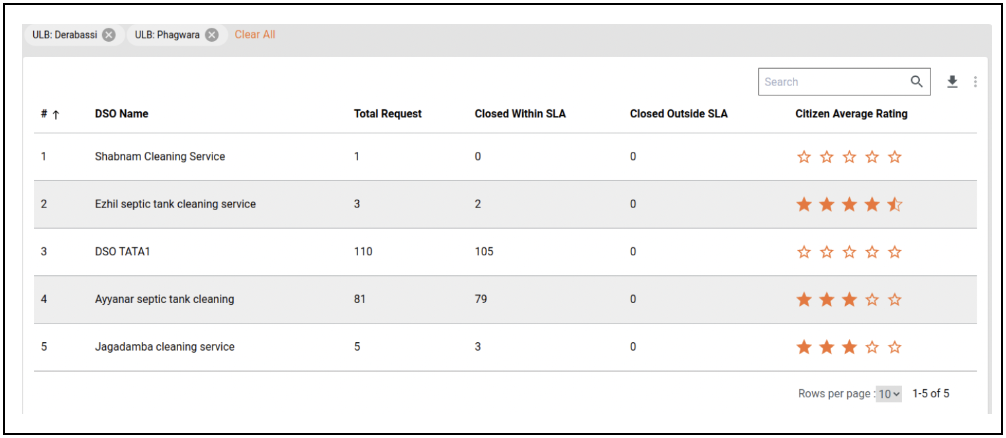 ULB: Derabassi ULB: Phagwara Clear All
Search
# ↑ DSO Name Total Request Closed Within SLA Closed Outside SLA Citizen Average Rating
1 Shabnam Cleaning Service 1 0 0
2 Ezhil septic tank cleaning service 3 2 0
3 DSO TATA1 110 105 0
4 Ayyanar septic tank cleaning 81 79 0
5 Jagadamba cleaning service 5 3 0
Rows per page : 10 1-5 of 5